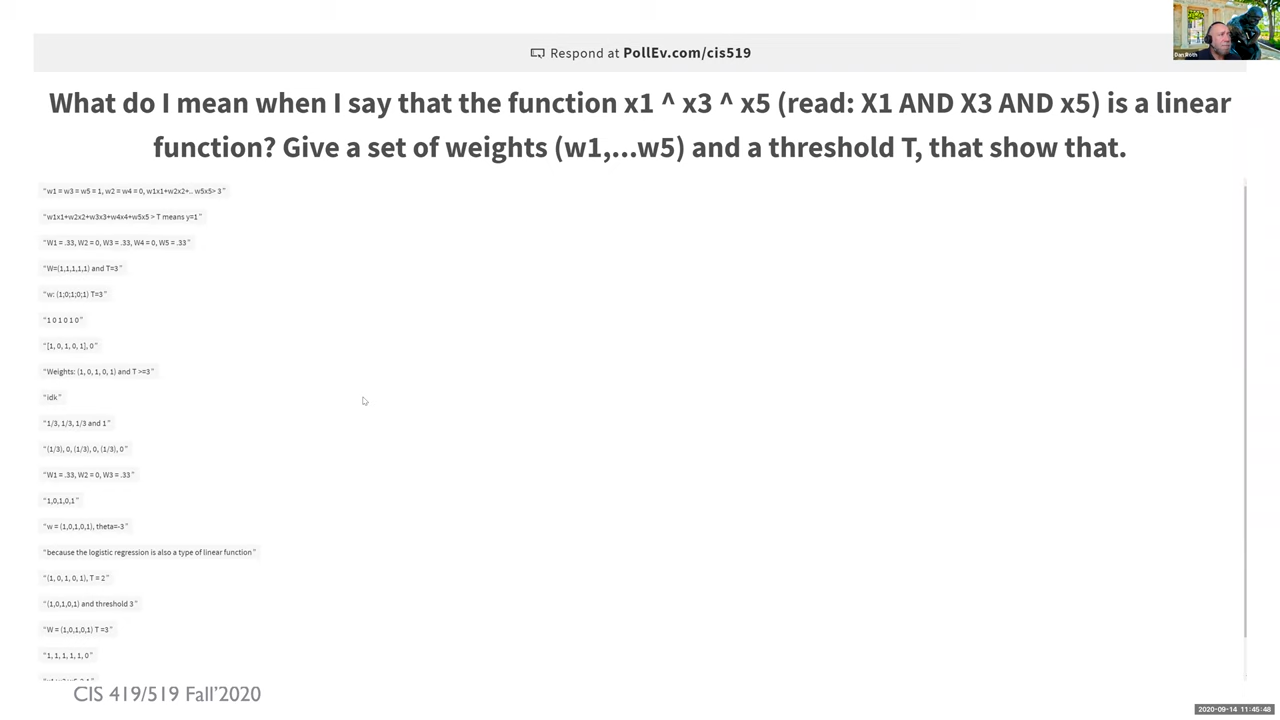 Respond at PollEv.com/cis519
Dan Roth
What do I mean when I say that the function x1 ^ x3 ^ x5 (read: X1 AND X3 AND x5) is a linear
function? Give a set of weights (w1,...w5) and a threshold T, that show that.
“w1 = w3 = w5 = 1, w2 = w4 = 0, w1x1+w2x2+.. w5x5> 3”
“w1x1+w2x2+w3x3+w4x4+w5x5 > T means y=1”
“W1 = .33, W2 = 0, W3 = .33, W4 = 0, W5 = .33”
“W=(1,1,1,1,1) and T=3”
“w: (1;0;1;0;1) T=3”
“1 0 1 0 1 0”
“[1, 0, 1, 0, 1], 0”
“Weights: (1, 0, 1, 0, 1) and T >=3”
“idk”
“1/3, 1/3, 1/3 and 1”
“(1/3), 0, (1/3), 0, (1/3), 0”
“W1 = .33, W2 = 0, W3 = .33”
“1,0,1,0,1”
“w = (1,0,1,0,1), theta=-3”
“because the logistic regression is also a type of linear function”
“(1, 0, 1, 0, 1), T = 2”
“(1,0,1,0,1) and threshold 3”
“W = (1,0,1,0,1) T =3”
“1, 1, 1, 1, 1, 0”
CIS 419/519 Fall’2020
2020-09-14 11:45:48